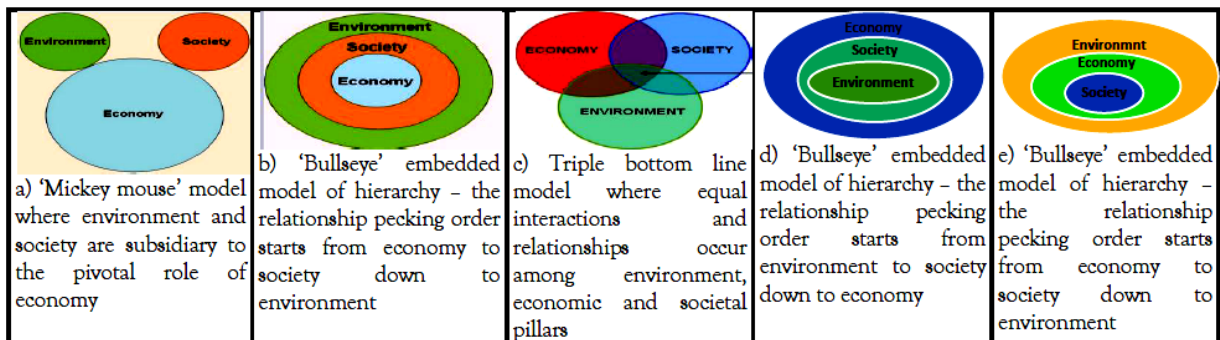 Environment
Society
Economy
a) ‘Mickey mouse’ model
where environment and
society are subsidiary to
the pivotal role of
economy
Environment
Society
Economy
b) ‘Bullseye’ embedded
model of hierarchy – the
relationship pecking order
starts from economy to
society down to
environment
ECONOMY
SOCIETY
ENVIRONMENT
c) Triple bottom line
model where equal
interactions and
relationships occur
among environment,
economic and societal
pillars
Economy
Society
Environment
d) ‘Bullseye’ embedded
model of hierarchy – the
relationship pecking
order starts from
environment to society
down to economy
Environmnt
Economy
Society
e) ‘Bullseye’ embedded
model of hierarchy –
the relationship
pecking order starts
from economy to
society down to
environment